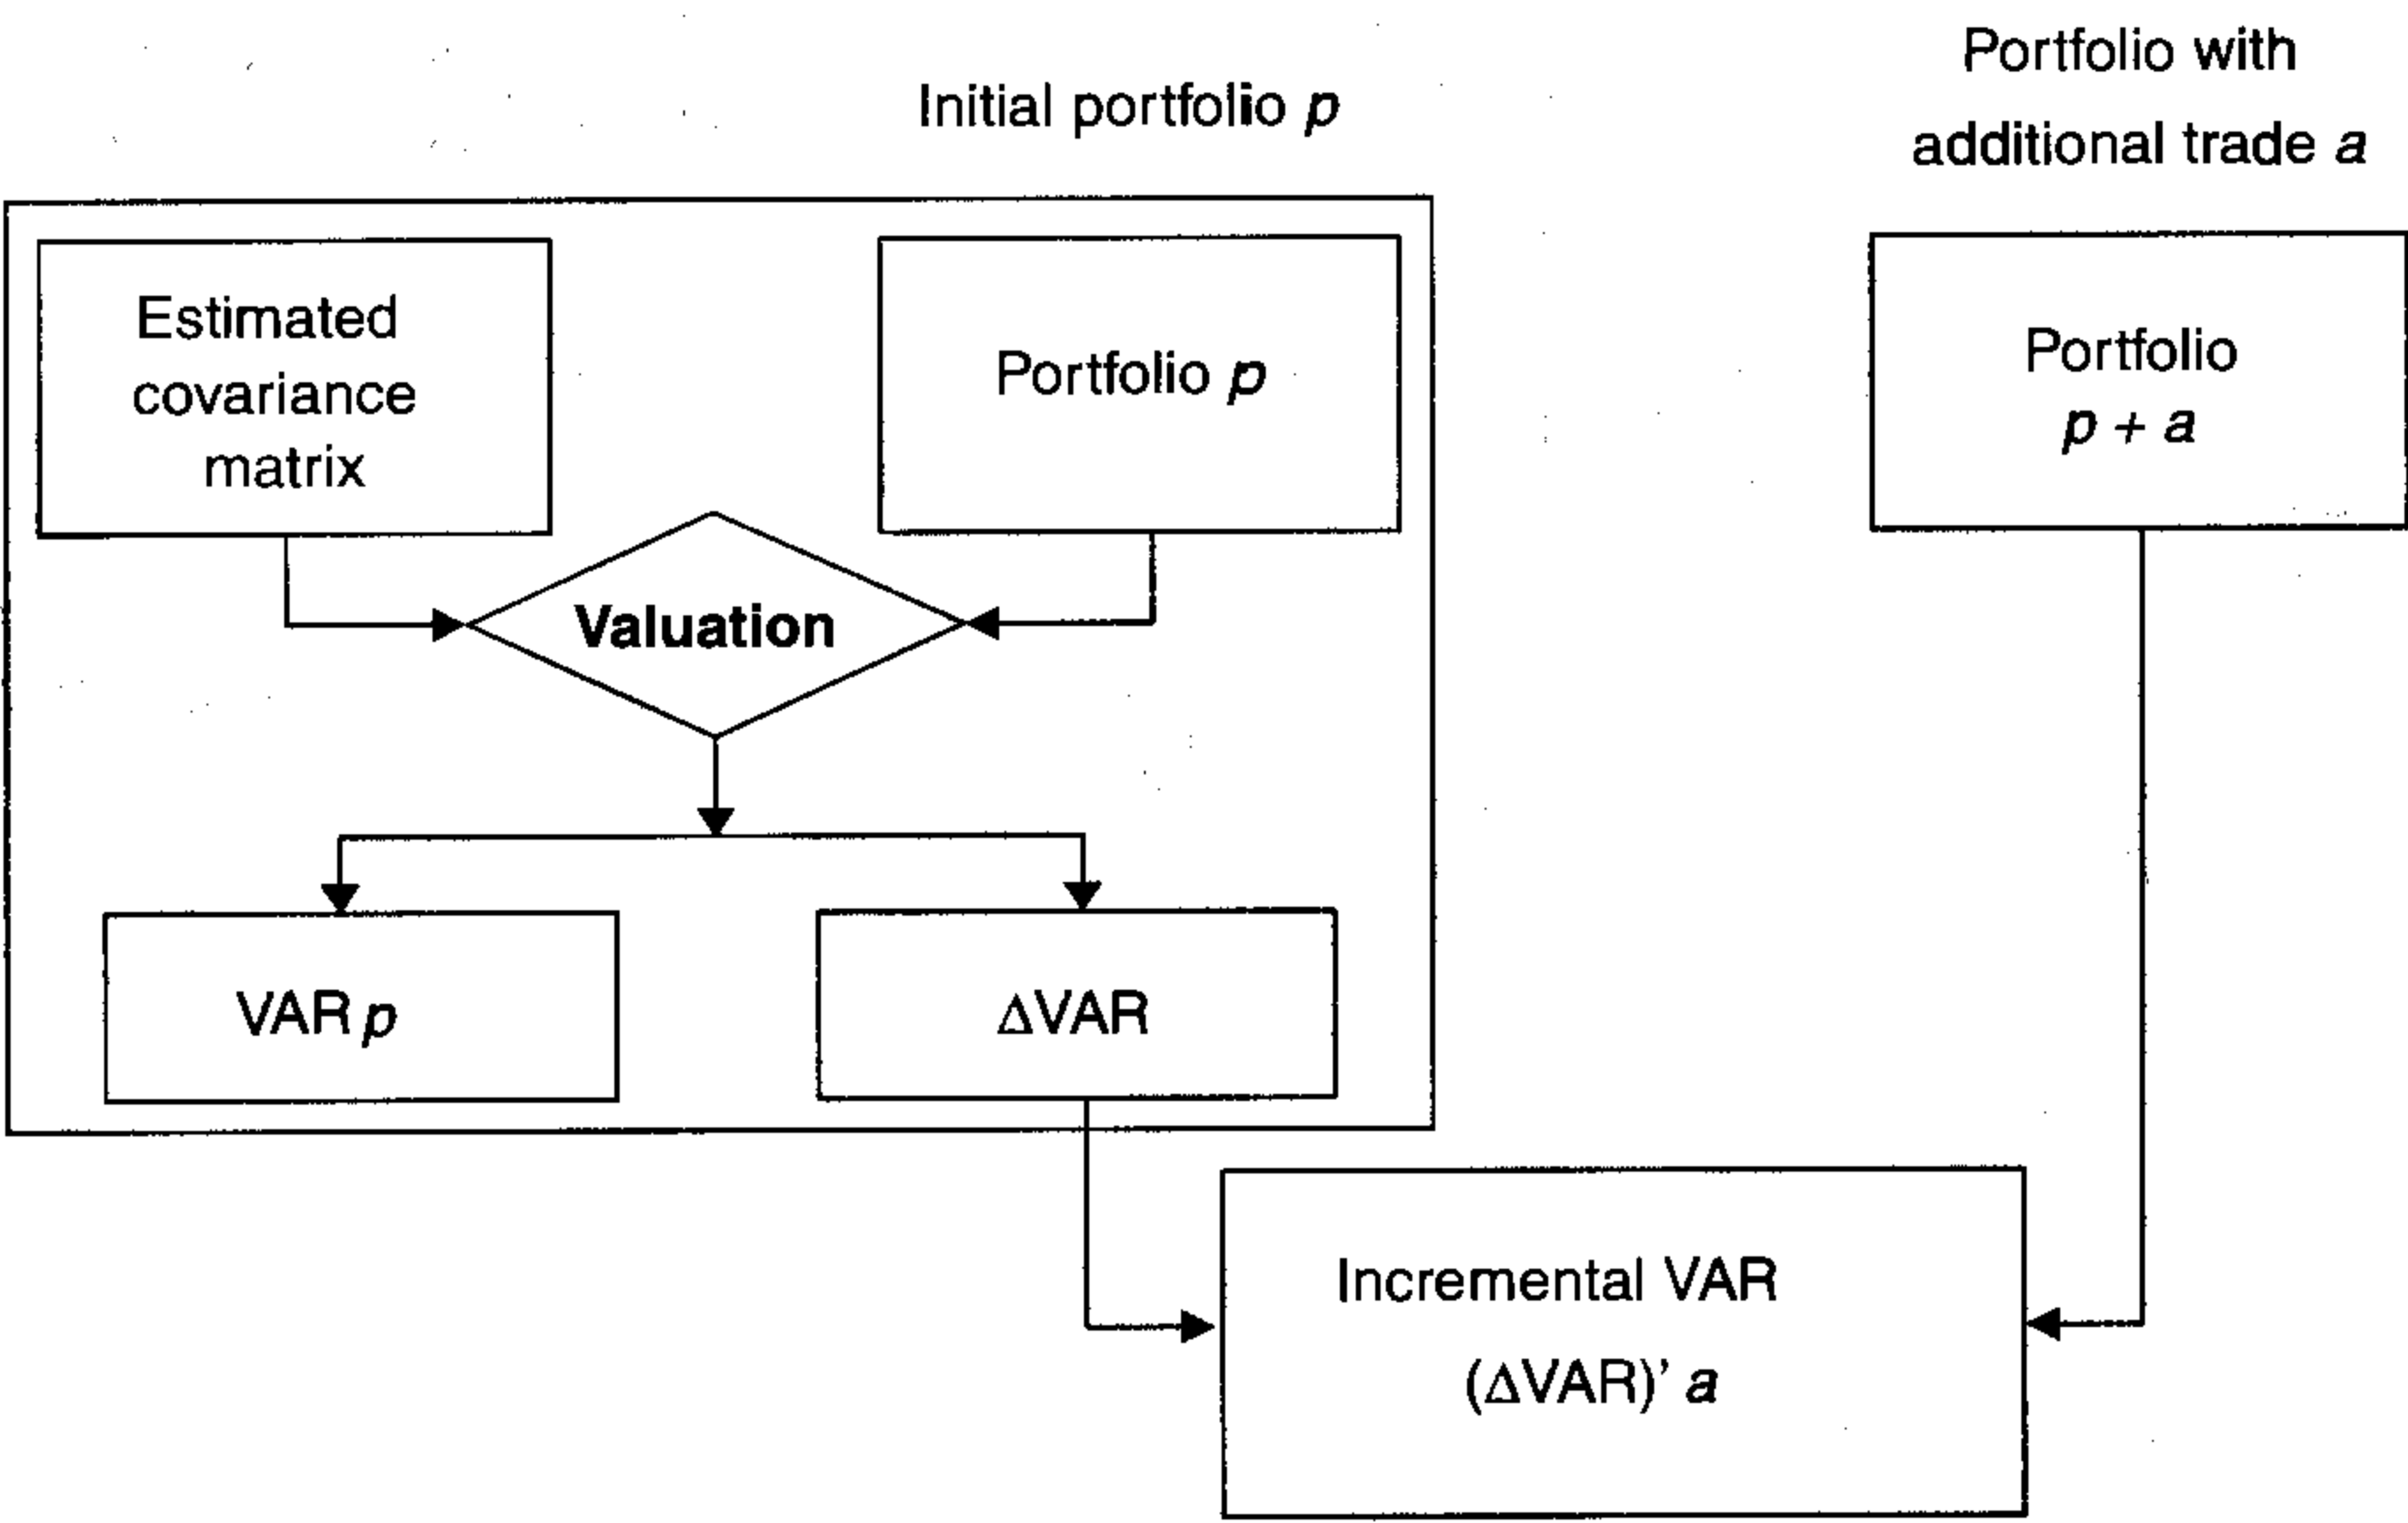 Initial portfolio p
Portfolio with
additional trade a
Estimated
covariance
matrix
Portfolio p
Portfolio
p + a
Valuation
VAR p
ΔVAR
Incremental VAR
(ΔVAR)’ a